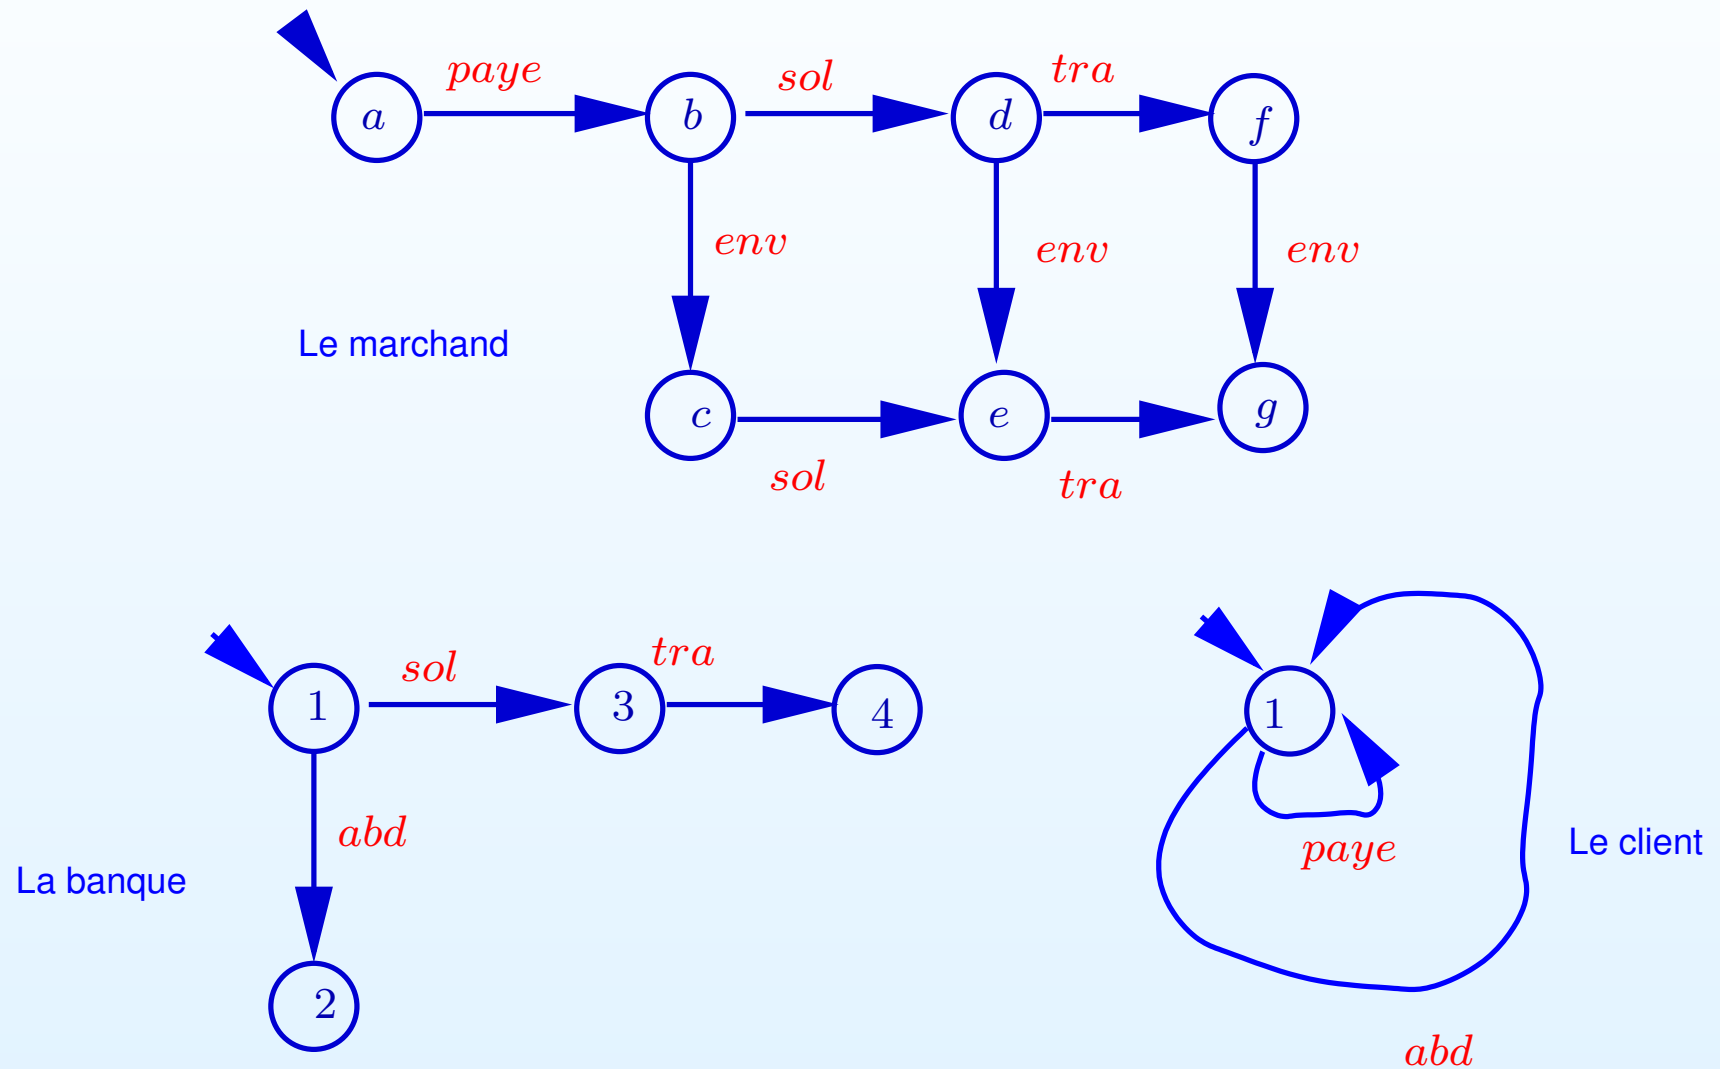 paye
sol
tra
a
b
d
f
env
env
env
Le marchand
c
e
g
sol
tra
sol
tra
1
3
4
1
abd
paye
Le client
La banque
2
abd